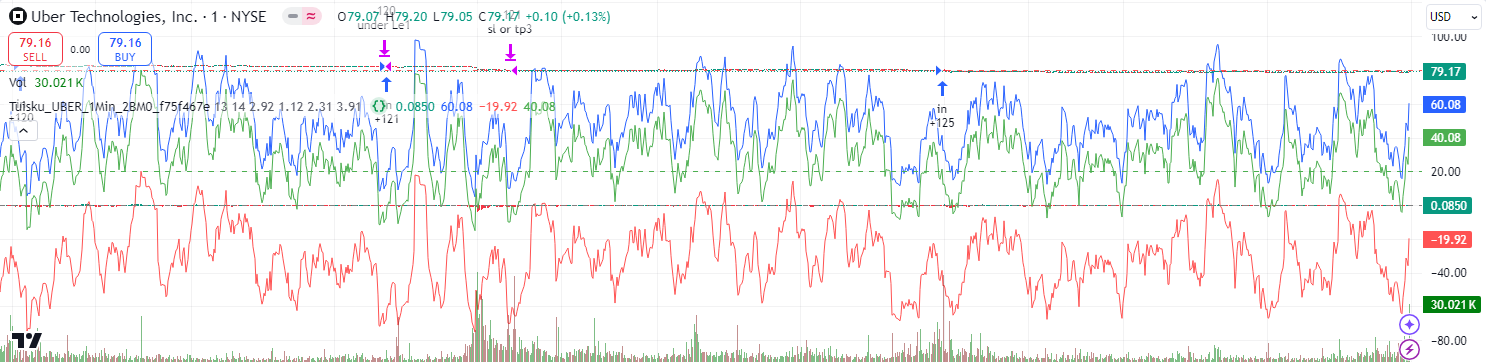 Uber Technologies, Inc. · 1 · NYSE O79.07 H79.20 L79.05 C79.17 +0.10 (+0.13%)
USD
79.16
SELL
0.00
79.16
BUY
Vol 30.021 K
Tuisku_UBER_1Min_2BM0_f75f467e 13 14 2.92 1.12 2.31 3.91 0.0850 60.08 −19.92 40.08
+120
-120
under Le1
+121
sl or tp3
in
+125
100.00
79.17
60.08
40.08
20.00
0.0850
−19.92
−40.00
30.021 K
−80.00